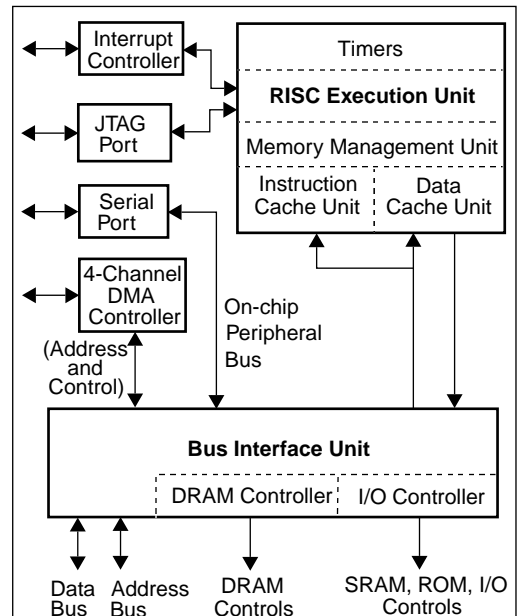 Interrupt
Controller
Timers
RISC Execution Unit
JTAG
Port
Memory Management Unit
Instruction
Cache Unit
Data
Cache Unit
Serial
Port
4-Channel
DMA
Controller
On-chip
Peripheral
Bus
(Address
and
Control)
Bus Interface Unit
DRAM Controller
I/O Controller
Data
Bus
Address
Bus
DRAM
Controls
SRAM, ROM, I/O
Controls